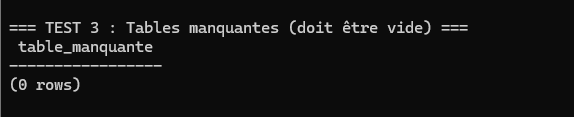 === TEST 3 : Tables manquantes (doit être vide) ===
table_manquante
-----------------
(0 rows)